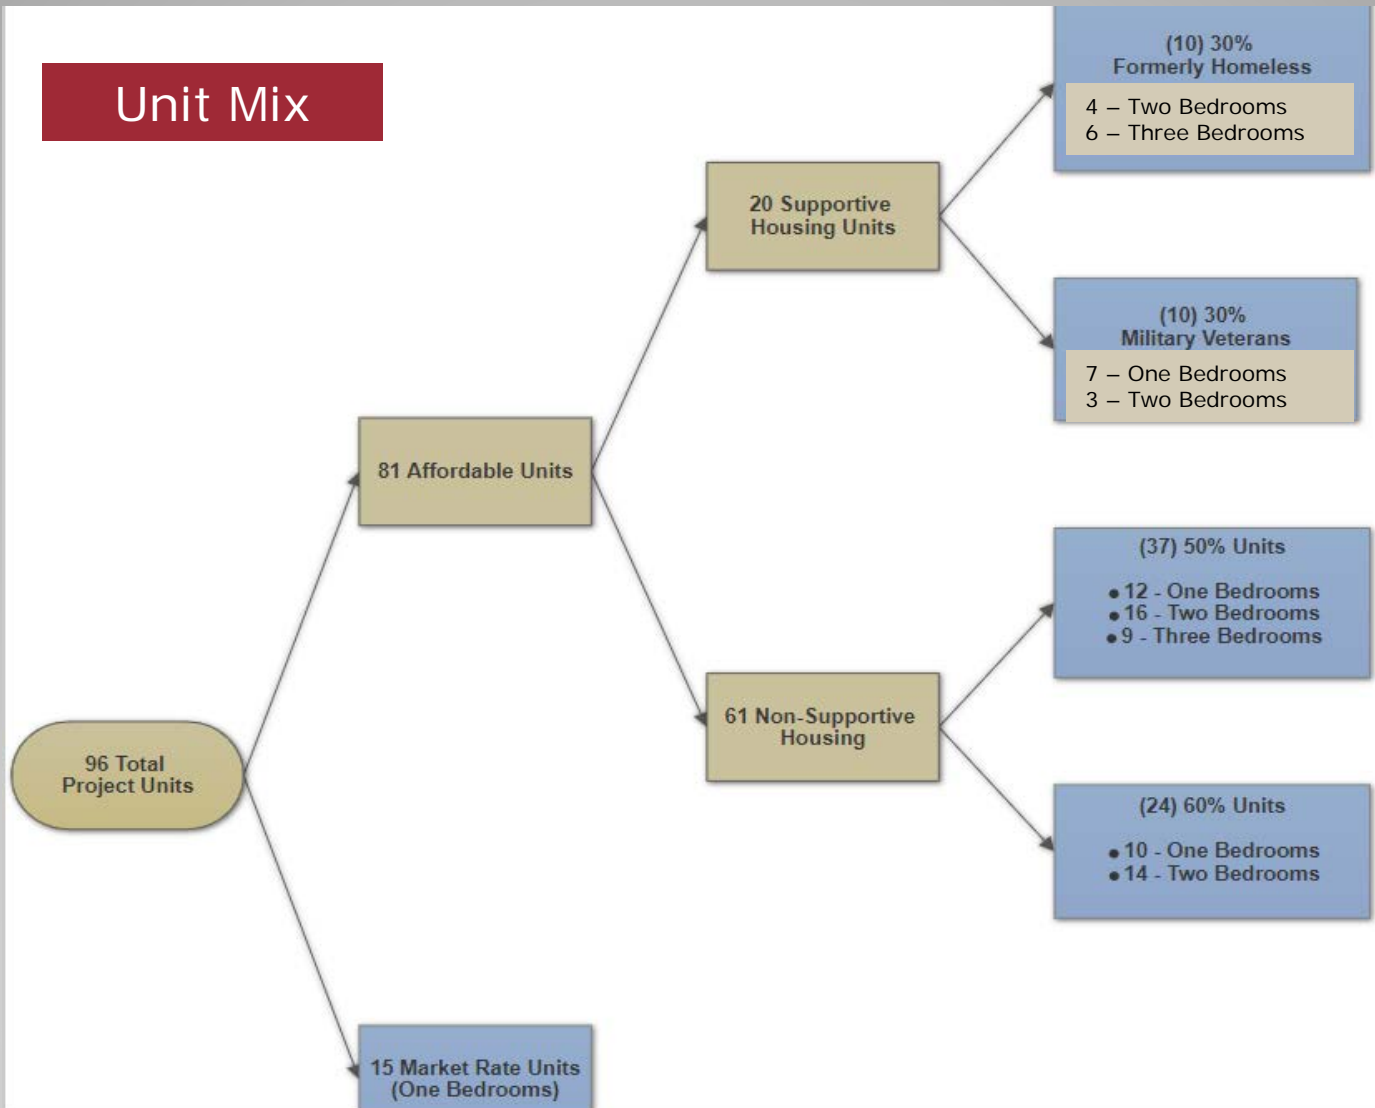 Unit Mix
(10) 30%
Formerly Homeless
4 – Two Bedrooms
6 – Three Bedrooms
20 Supportive
Housing Units
(10) 30%
Military Veterans
7 – One Bedrooms
3 – Two Bedrooms
81 Affordable Units
(37) 50% Units
• 12 - One Bedrooms
• 16 - Two Bedrooms
• 9 - Three Bedrooms
61 Non-Supportive
Housing
96 Total
Project Units
(24) 60% Units
• 10 - One Bedrooms
• 14 - Two Bedrooms
15 Market Rate Units
(One Bedrooms)